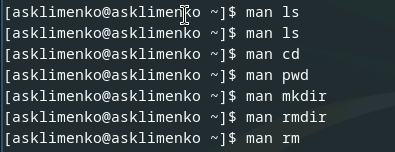 [asklimenko@asklimenko ~]$ man ls
[asklimenko@asklimenko ~]$ man ls
[asklimenko@asklimenko ~]$ man cd
[asklimenko@asklimenko ~]$ man pwd
[asklimenko@asklimenko ~]$ man mkdir
[asklimenko@asklimenko ~]$ man rmdir
[asklimenko@asklimenko ~]$ man rm